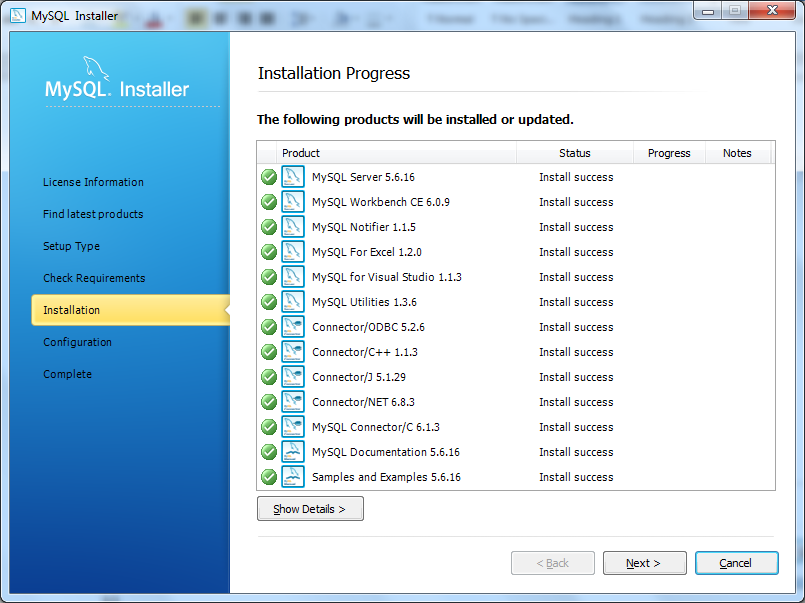 MySQL Installer
MySQL. Installer
License Information
Find latest products
Setup Type
Check Requirements
Installation
Configuration
Complete
Installation Progress
The following products will be installed or updated.
Product Status Progress Notes
MySQL Server 5.6.16 Install success
MySQL Workbench CE 6.0.9 Install success
MySQL Notifier 1.1.5 Install success
MySQL For Excel 1.2.0 Install success
MySQL for Visual Studio 1.1.3 Install success
MySQL Utilities 1.3.6 Install success
Connector/ODBC 5.2.6 Install success
Connector/C++ 1.1.3 Install success
Connector/J 5.1.29 Install success
Connector/NET 6.8.3 Install success
MySQL Connector/C 6.1.3 Install success
MySQL Documentation 5.6.16 Install success
Samples and Examples 5.6.16 Install success
Show Details >
< Back Next > Cancel